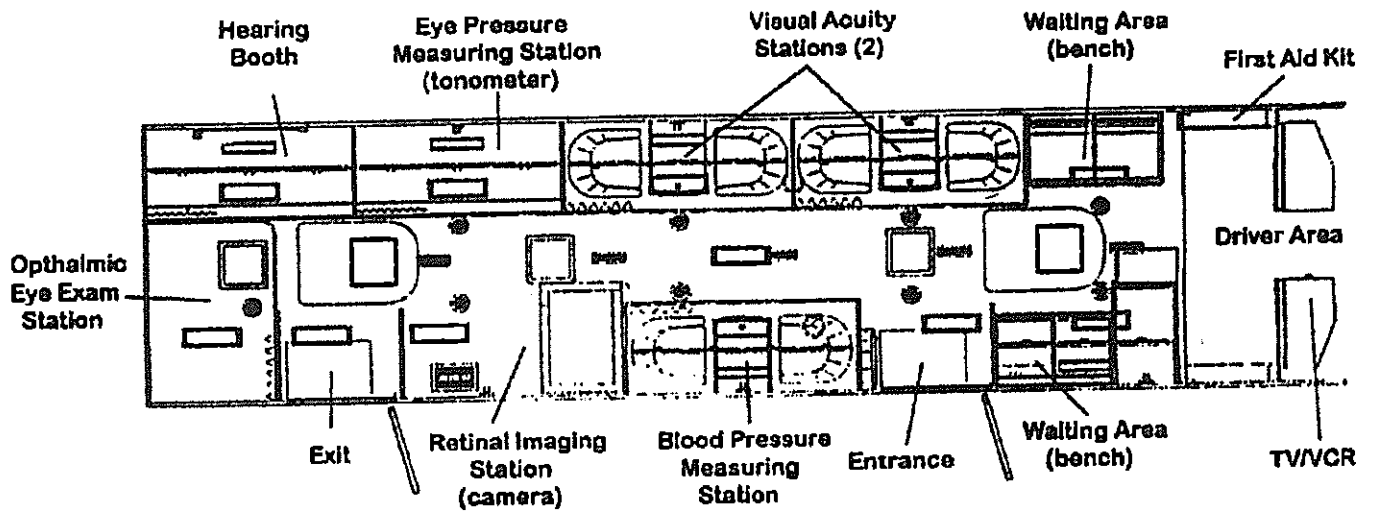 Hearing
Booth
Eye Pressure
Measuring Station
(tonometer)
Visual Acuity
Stations (2)
Waiting Area
(bench)
First Aid Kit
Driver Area
Opthalmic
Eye Exam
Station
Exit
Retinal Imaging
Station
(camera)
Blood Pressure
Measuring
Station
Entrance
Waiting Area
(bench)
TV/VCR